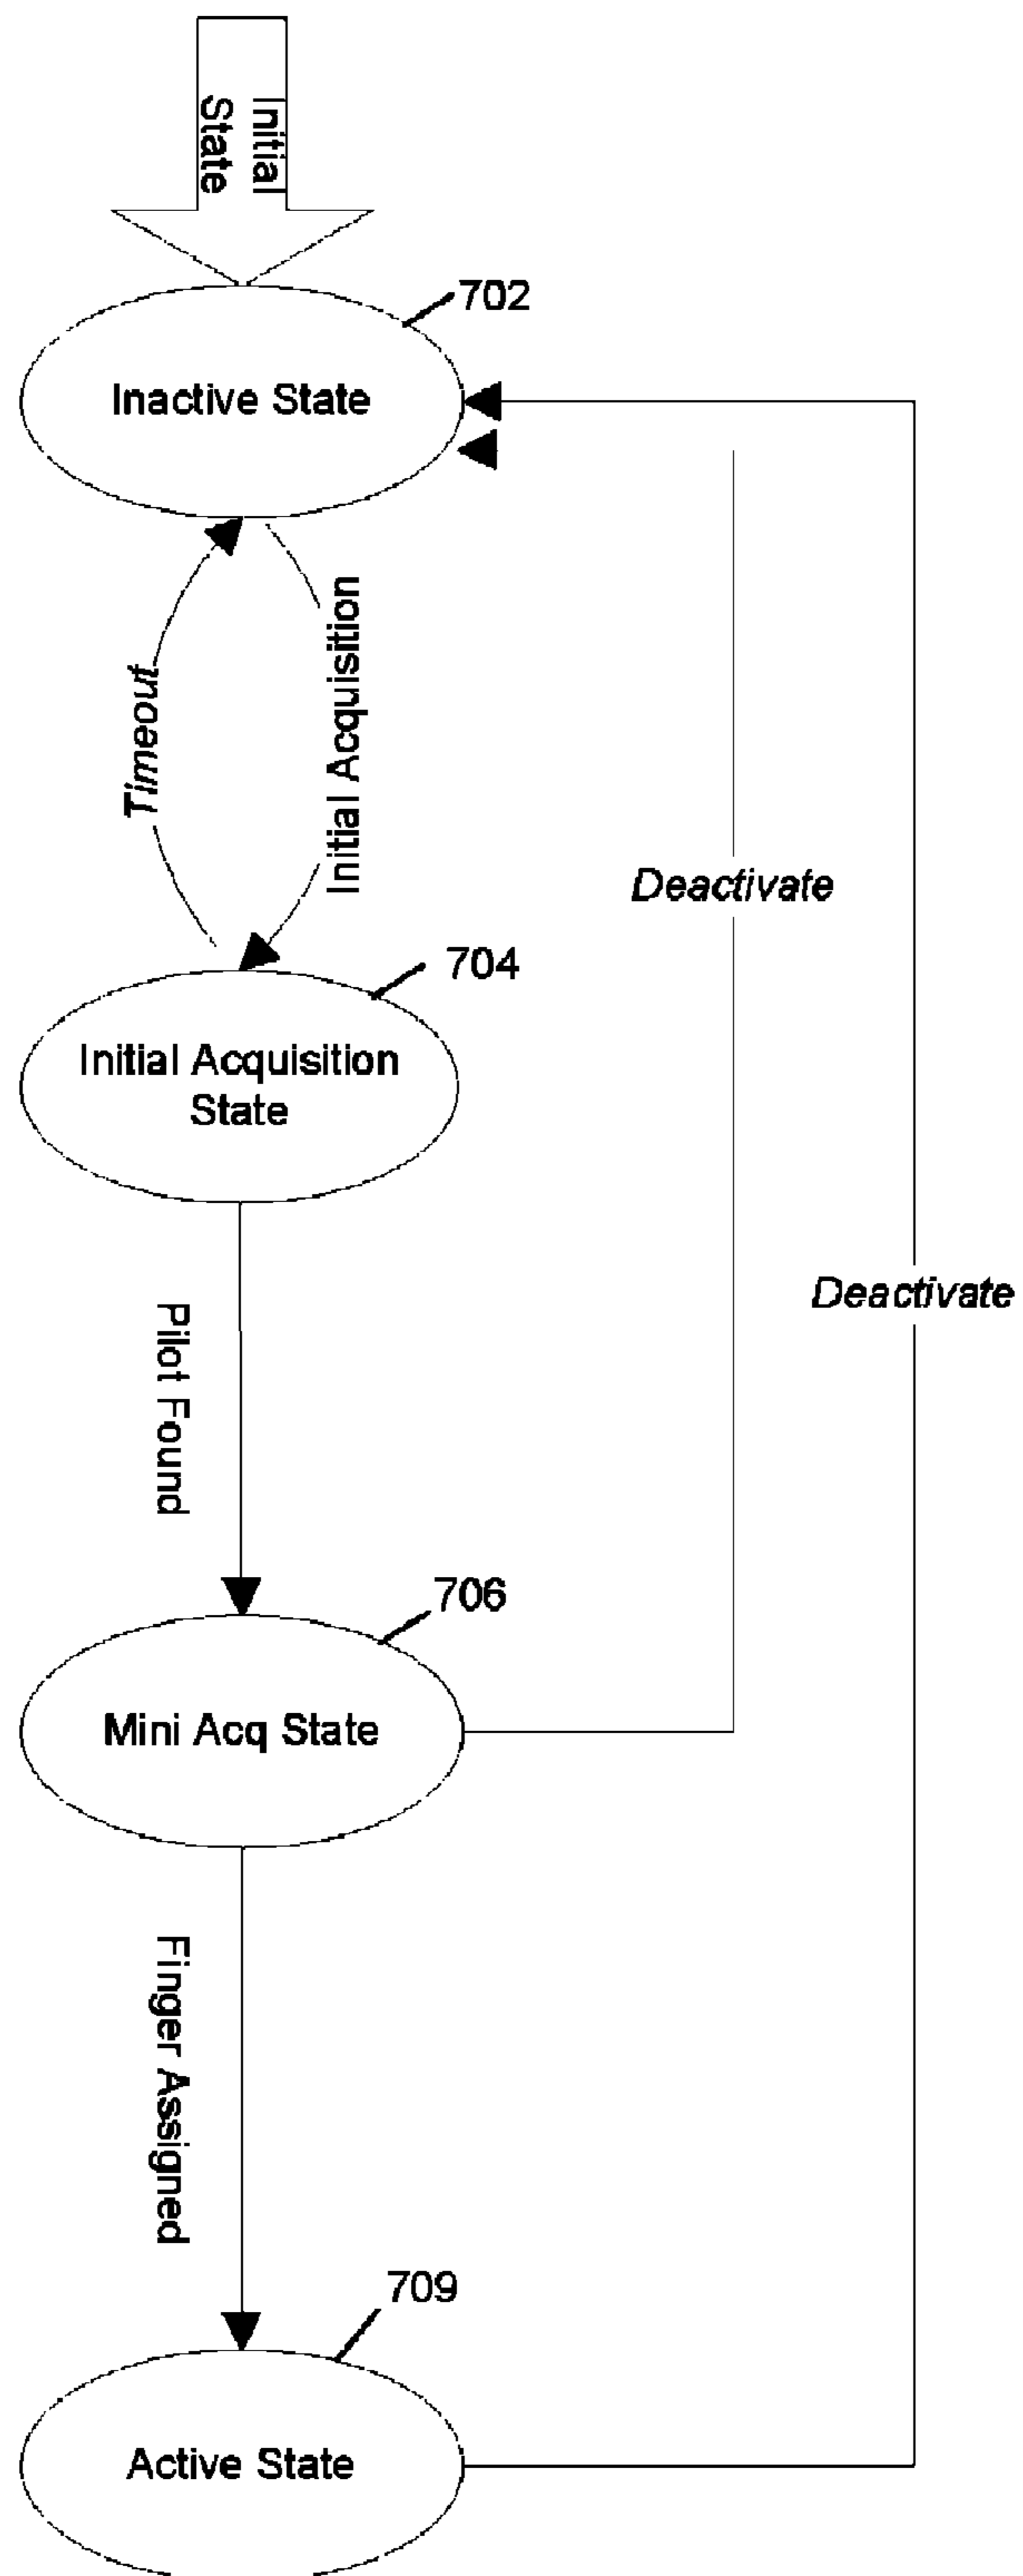 Initial
State
702
Inactive State
Timeout
Initial Acquisition
Deactivate
704
Initial Acquisition
State
Deactivate
Pilot Found
706
Mini Acq State
Finger Assigned
709
Active State